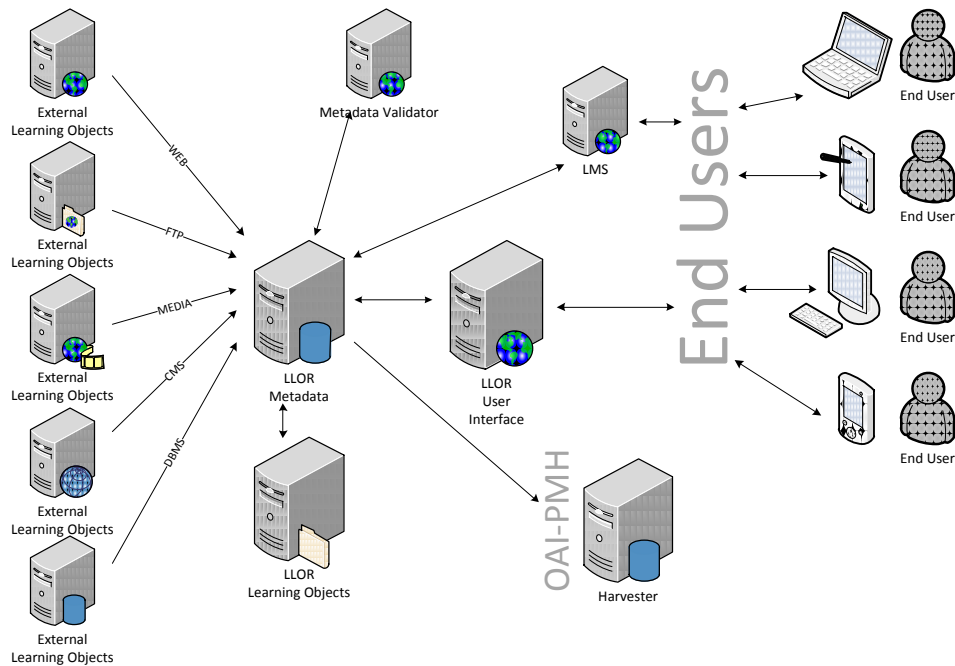 External
Learning Objects
WEB
External
Learning Objects
FTP
External
Learning Objects
MEDIA
External
Learning Objects
CMS
External
Learning Objects
DBMS
Metadata Validator
LLOR
Metadata
LLOR
Learning Objects
LMS
LLOR
User
Interface
OAI-PMH
Harvester
End Users
End User
End User
End User
End User